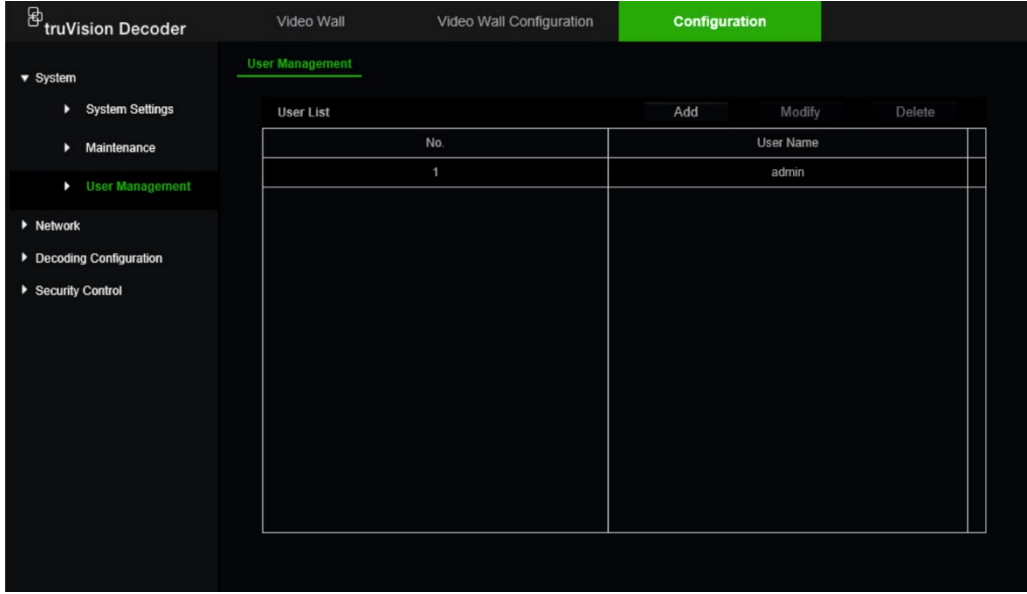 truVision Decoder
Video Wall
Video Wall Configuration
Configuration
System
System Settings
Maintenance
User Management
Network
Decoding Configuration
Security Control
User Management
User List
Add
Modify
Delete
No.
User Name
1
admin